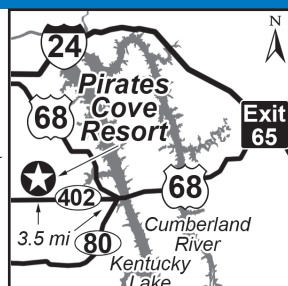 N
24
Pirates
Cove
Resort
68
Exit
65
68
402
3.5 mi
80
Cumberland
River
Kentucky
Lake